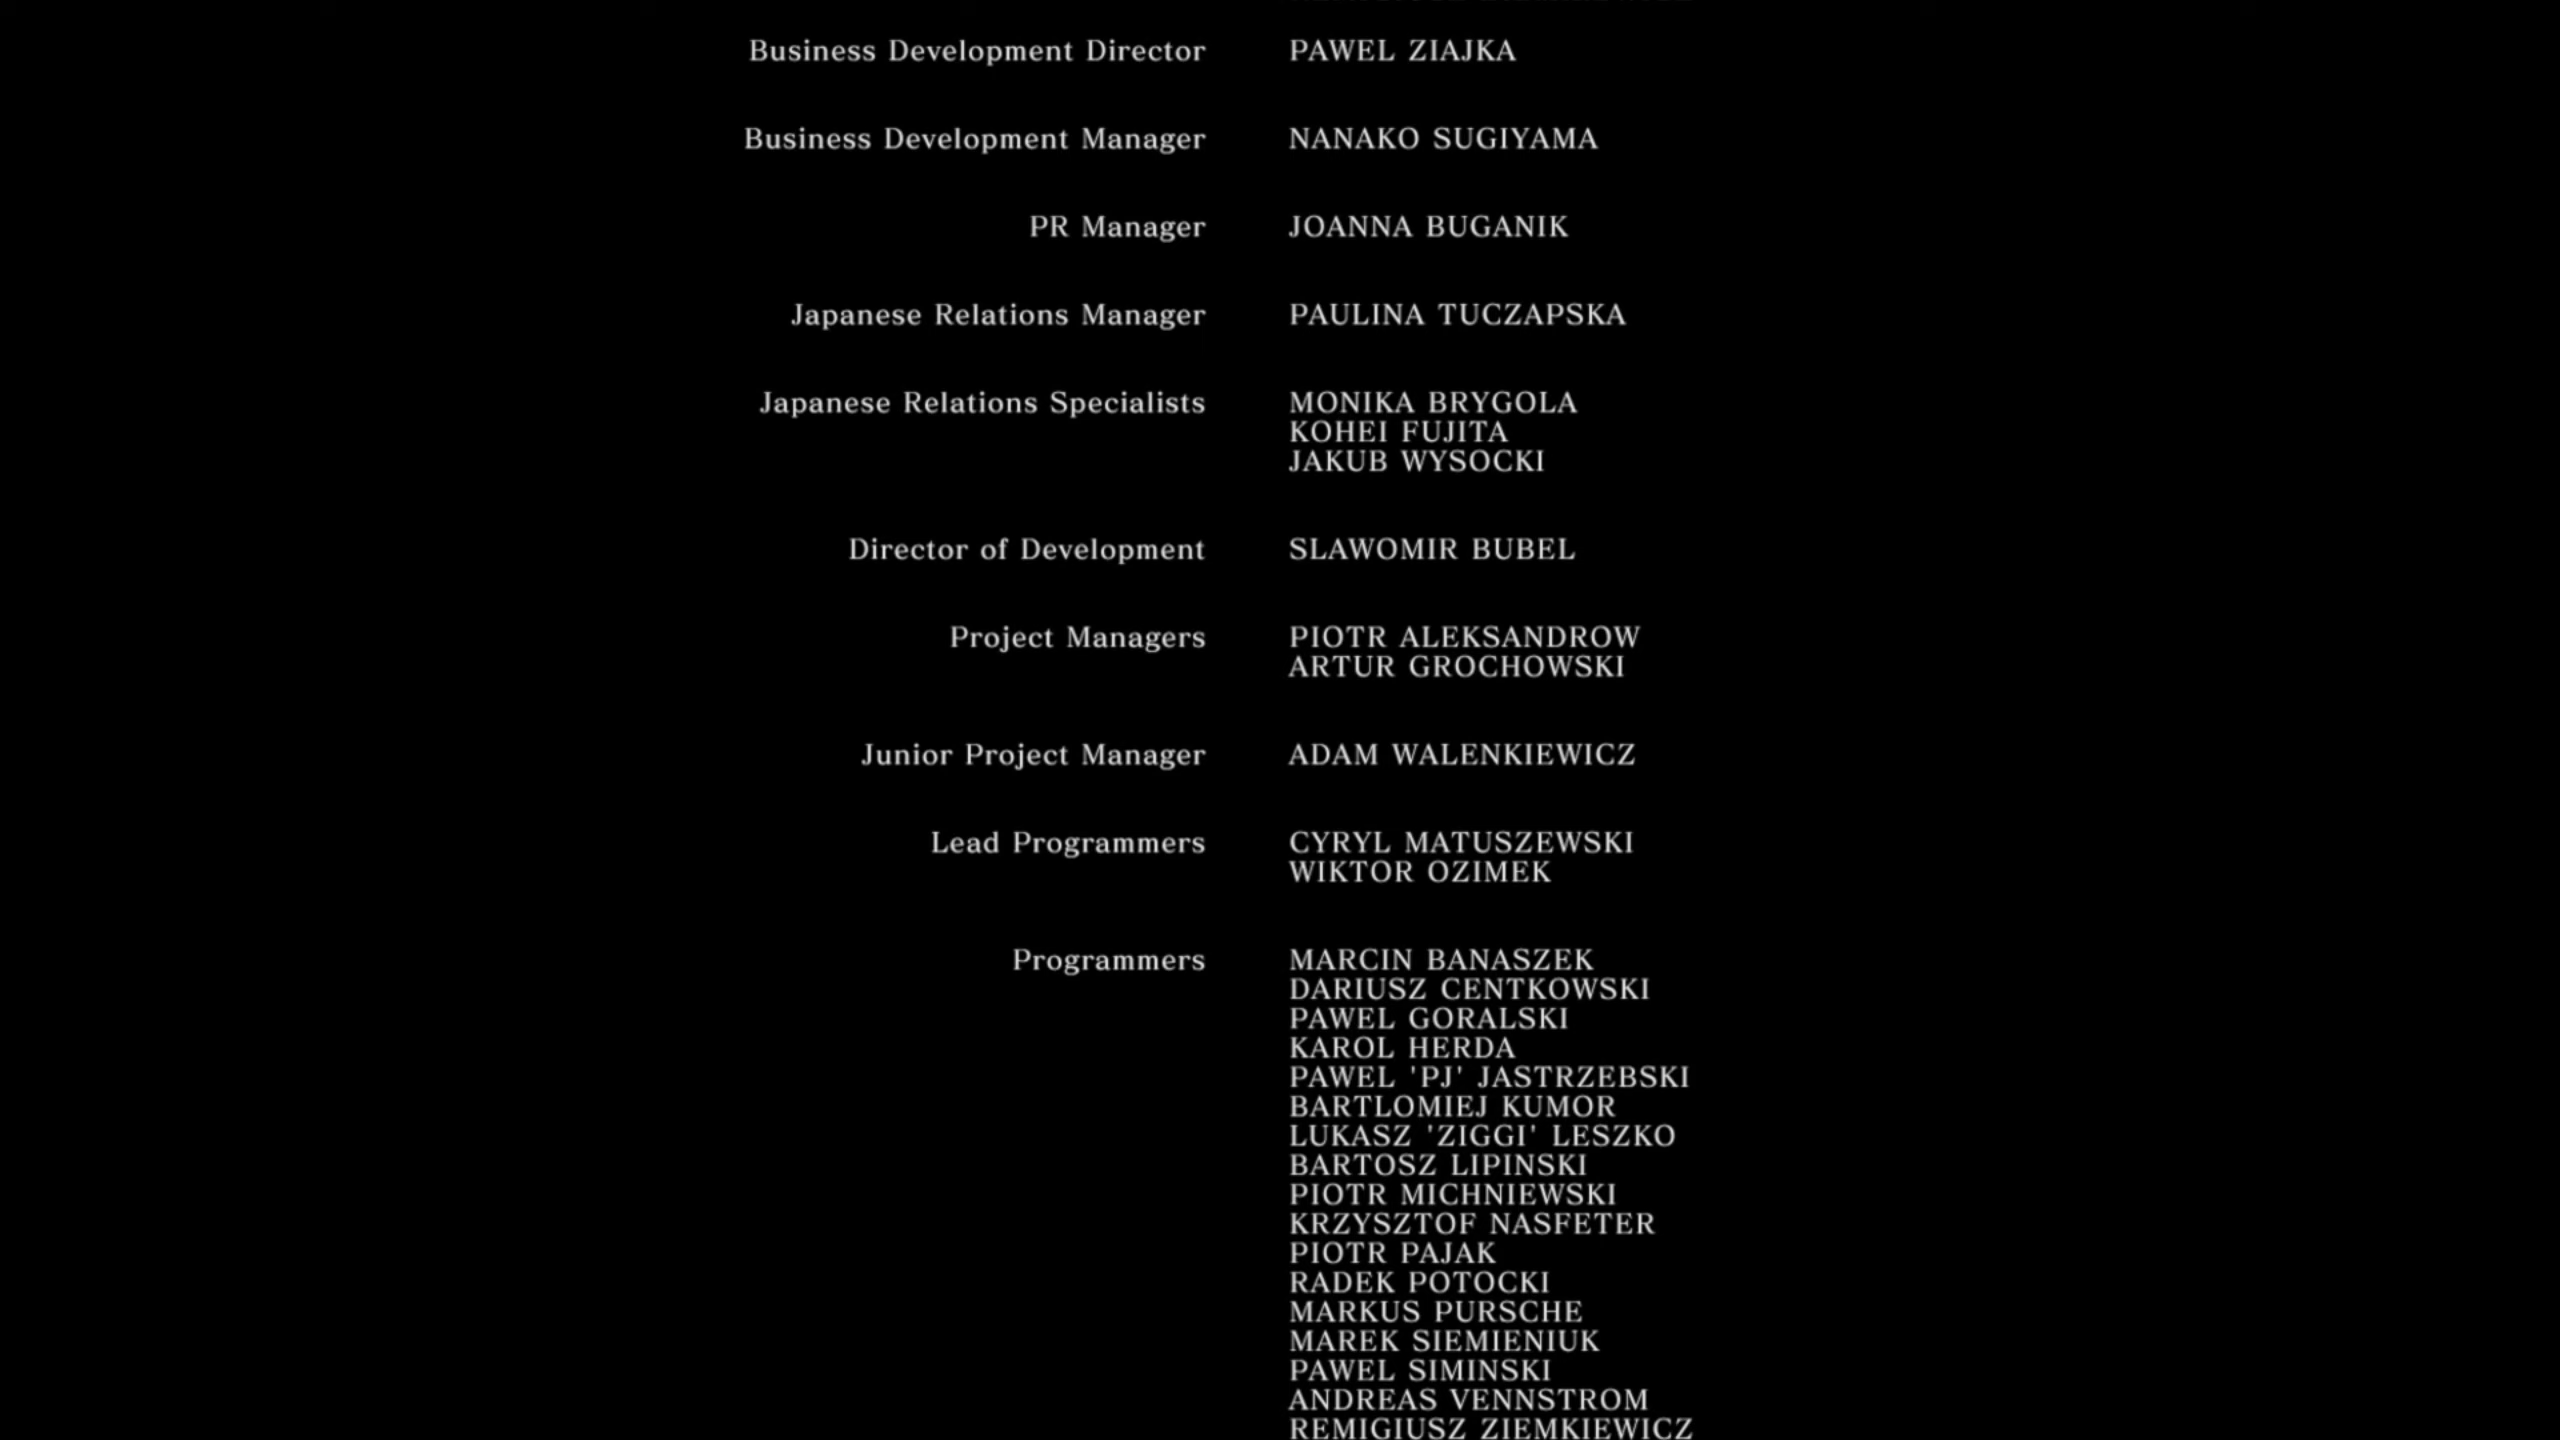 Business Development Director PAWEL ZIAJKA
Business Development Manager NANAKO SUGIYAMA
PR Manager JOANNA BUGANIK
Japanese Relations Manager PAULINA TUCZAPSKA
Japanese Relations Specialists MONIKA BRYGOLA
KOHEI FUJITA
JAKUB WYSOCKI
Director of Development SLAWOMIR BUBEL
Project Managers PIOTR ALEKSANDROW
ARTUR GROCHOWSKI
Junior Project Manager ADAM WALENKIEWICZ
Lead Programmers CYRYL MATUSZEWSKI
WIKTOR OZIMEK
Programmers MARCIN BANASZEK
DARIUSZ CENTKOWSKI
PAWEL GORALSKI
KAROL HERDA
PAWEL 'PJ' JASTRZEBSKI
BARTLOMIEJ KUMOR
LUKASZ 'ZIGGI' LESZKO
BARTOSZ LIPINSKI
PIOTR MICHNIEWSKI
KRZYSZTOF NASFETER
PIOTR PAJAK
RADEK POTOCKI
MARKUS PURSCHE
MAREK SIEMIENIUK
PAWEL SIMINSKI
ANDREAS VENNSTROM
REMIGIUSZ ZIEMKIEWICZ